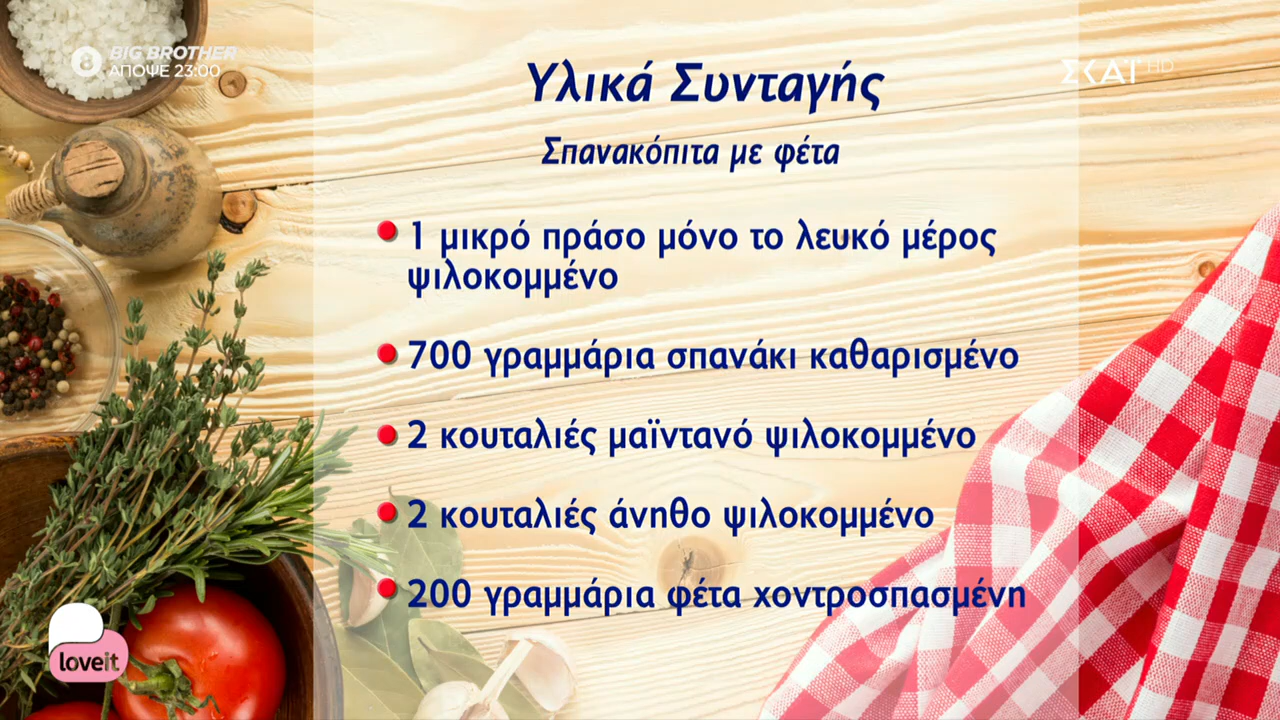 BIG BROTHER
ΑΠΟΨΕ 23:00
ΣΚΑΪ HD
Υλικά Συνταγής
Σπανακόπιτα με φέτα
1 μικρό πράσο μόνο το λευκό μέρος
ψιλοκομμένο
700 γραμμάρια σπανάκι καθαρισμένο
2 κουταλιές μαϊντανό ψιλοκομμένο
2 κουταλιές άνηθο ψιλοκομμένο
200 γραμμάρια φέτα χοντροσπασμένη
loveit